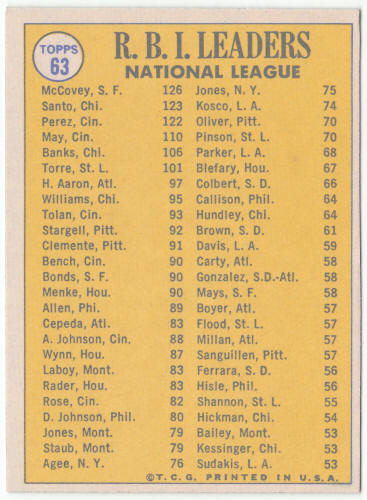 TOPPS
63
R. B. I. LEADERS
NATIONAL LEAGUE
McCovey, S. F. 126
Santo, Chi. 123
Perez, Cin. 122
May, Cin. 110
Banks, Chi. 106
Torre, St. L. 101
H. Aaron, Atl. 97
Williams, Chi. 95
Tolan, Cin. 93
Stargell, Pitt. 92
Clemente, Pitt. 91
Bench, Cin. 90
Bonds, S. F. 90
Menke, Hou. 90
Allen, Phi. 89
Cepeda, Atl. 83
A. Johnson, Cin. 88
Wynn, Hou. 87
Laboy, Mont. 83
Rader, Hou. 83
Rose, Cin. 82
D. Johnson, Phil. 80
Jones, Mont. 79
Staub, Mont. 79
Agee, N. Y. 76
Jones, N. Y. 75
Kosco, L. A. 74
Oliver, Pitt. 70
Pinson, St. L. 70
Parker, L. A. 68
Blefary, Hou. 67
Colbert, S. D. 66
Callison, Phil. 64
Hundley, Chi. 64
Brown, S. D. 61
Davis, L. A. 59
Carty, Atl. 58
Gonzalez, S.D.-Atl. 58
Mays, S. F. 58
Boyer, Atl. 57
Flood, St. L. 57
Millan, Atl. 57
Sanguillen, Pitt. 57
Ferrara, S. D. 56
Hisle, Phil. 56
Shannon, St. L. 55
Hickman, Chi. 54
Bailey, Mont. 53
Kessinger, Chi. 53
Sudakis, L. A. 53
©T.C.G. PRINTED IN U.S.A.